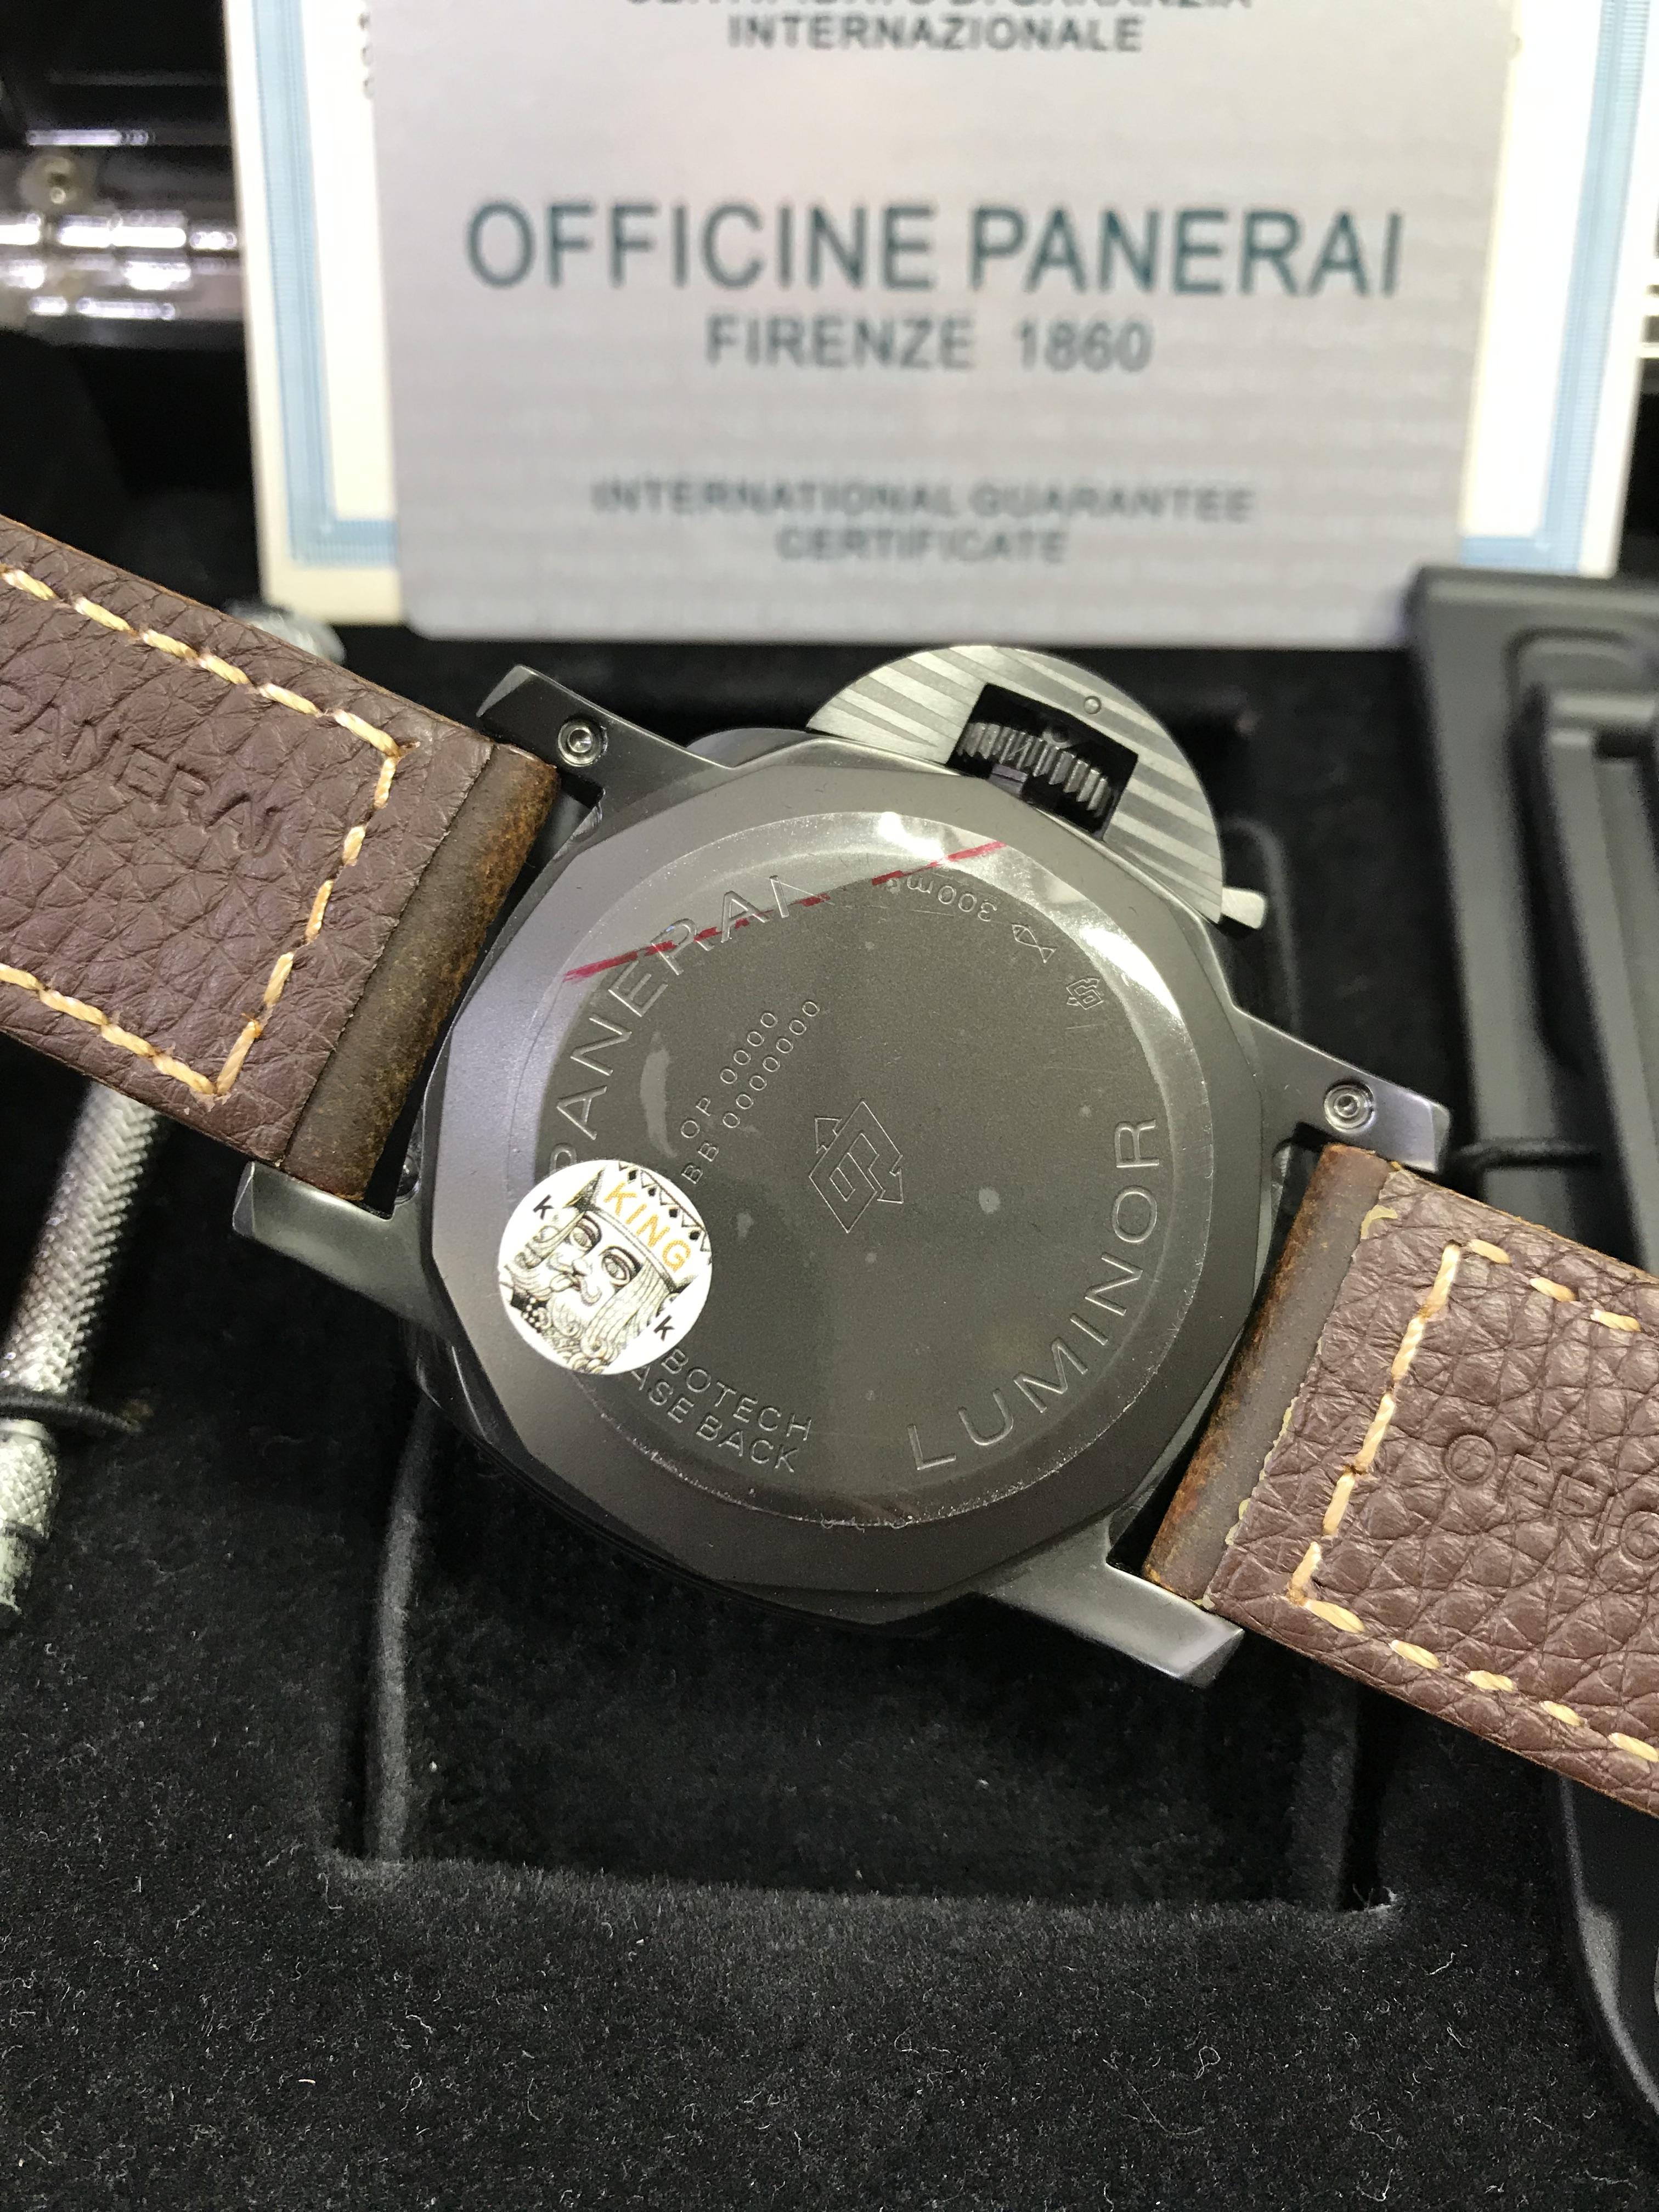 INTERNAZIONALE
OFFICINE PANERAI
FIRENZE 1860
INTERNATIONAL GUARANTEE
CERTIFICATE
PANERAI
300m
OP 0000
BB 0000000
LUMINOR
BOTECH
ASE BACK
K
KING
K
OFFIC